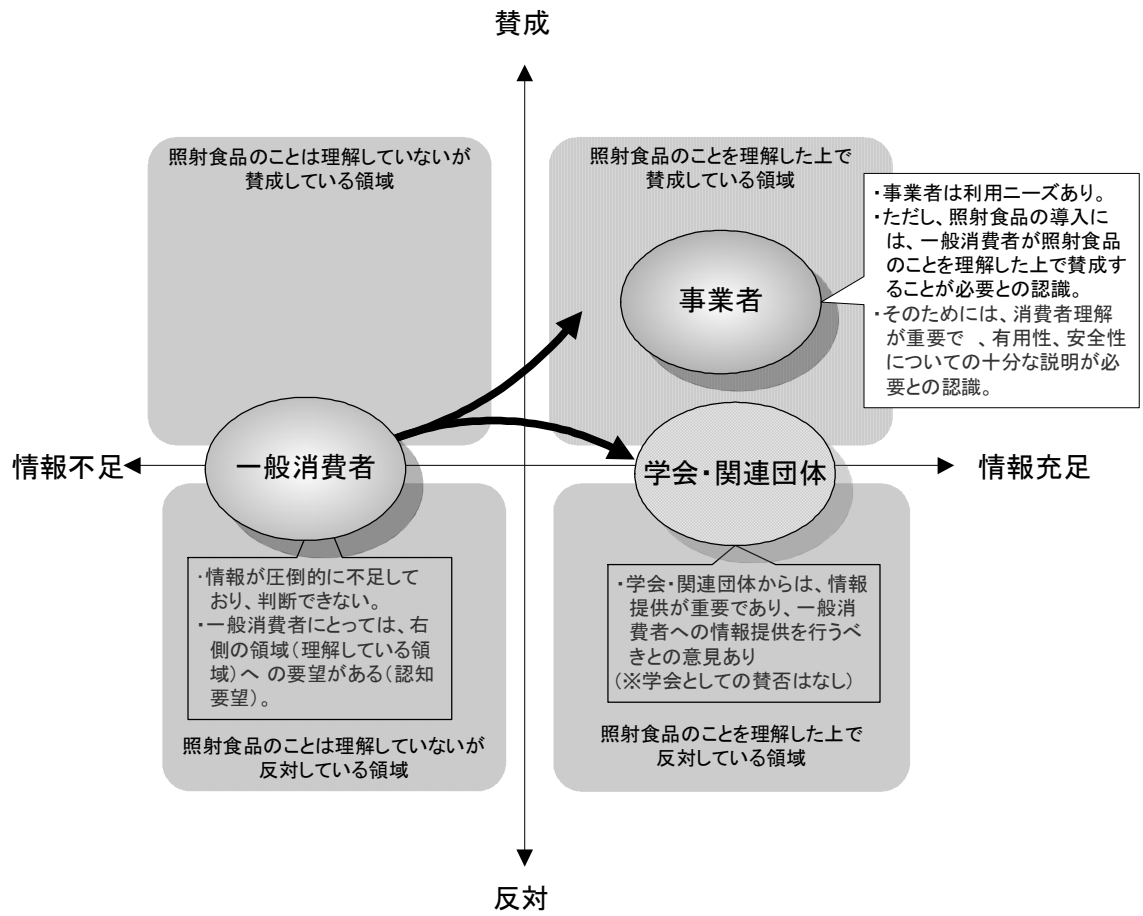 賛成
照射食品のことは理解していないが
賛成している領域
照射食品のことを理解した上で
賛成している領域
・事業者は利用ニーズあり。
・ただし、照射食品の導入に
は、一般消費者が照射食品
のことを理解した上で賛成す
ることが必要との認識。
・そのためには、消費者理解
が重要で 、有用性、安全性
についての十分な説明が必
要との認識。
事業者
情報不足
一般消費者
学会・関連団体
情報充足
・情報が圧倒的に不足して
おり、判断できない。
・一般消費者にとっては、右
側の領域(理解している領
域)へ の要望がある(認知
要望)。
・学会・関連団体からは、情報
提供が重要であり、一般消
費者への情報提供を行うべ
きとの意見あり
(※学会としての賛否はなし)
照射食品のことは理解していないが
反対している領域
照射食品のことを理解した上で
反対している領域
反対